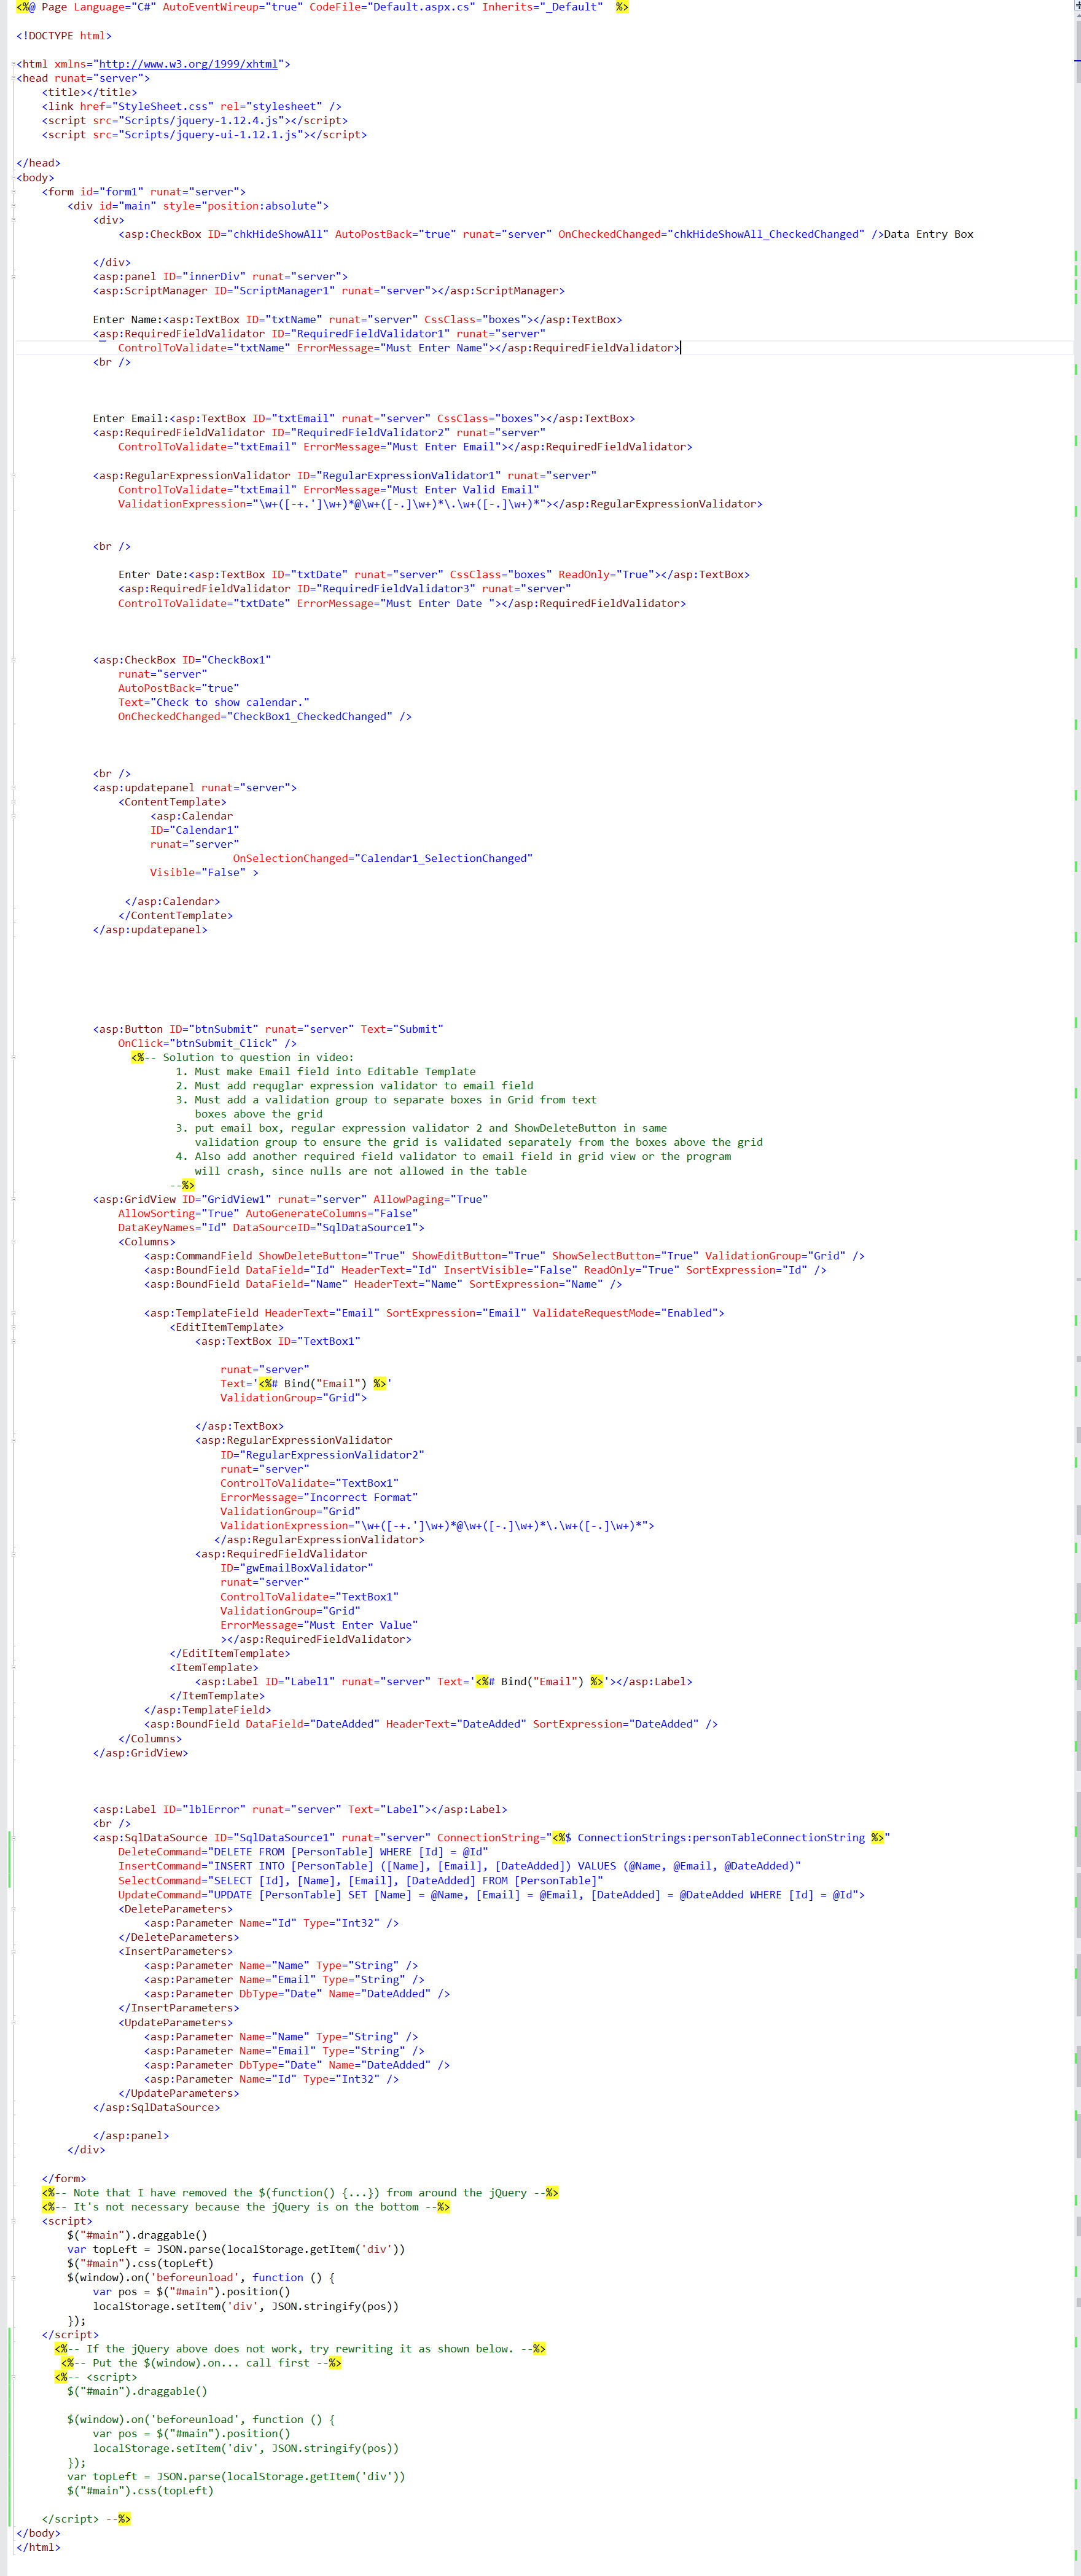 <%@ Page Language="C#" AutoEventWireup="true" CodeFile="Default.aspx.cs" Inherits="_Default"  %>
<!DOCTYPE html>
<html xmlns="http://www.w3.org/1999/xhtml">
<head runat="server">
<title></title>
<link href="StyleSheet.css" rel="stylesheet" />
<script src="Scripts/jquery-1.12.4.js"></script>
<script src="Scripts/jquery-ui-1.12.1.js"></script>
</head>
<body>
<form id="form1" runat="server">
<div id="main" style="position:absolute">
<div>
<asp:CheckBox ID="chkHideShowAll" AutoPostBack="true" runat="server" OnCheckedChanged="chkHideShowAll_CheckedChanged" />Data Entry Box
</div>
<asp:panel ID="innerDiv" runat="server">
<asp:ScriptManager ID="ScriptManager1" runat="server"></asp:ScriptManager>
Enter Name:<asp:TextBox ID="txtName" runat="server" CssClass="boxes"></asp:TextBox>
<asp:RequiredFieldValidator ID="RequiredFieldValidator1" runat="server"
ControlToValidate="txtName" ErrorMessage="Must Enter Name"></asp:RequiredFieldValidator>
<br />
Enter Email:<asp:TextBox ID="txtEmail" runat="server" CssClass="boxes"></asp:TextBox>
<asp:RequiredFieldValidator ID="RequiredFieldValidator2" runat="server"
ControlToValidate="txtEmail" ErrorMessage="Must Enter Email"></asp:RequiredFieldValidator>
<asp:RegularExpressionValidator ID="RegularExpressionValidator1" runat="server"
ControlToValidate="txtEmail" ErrorMessage="Must Enter Valid Email"
ValidationExpression="\w+([-+.']\w+)*@\w+([-.]\w+)*\.\w+([-.]\w+)*"></asp:RegularExpressionValidator>
<br />
Enter Date:<asp:TextBox ID="txtDate" runat="server" CssClass="boxes" ReadOnly="True"></asp:TextBox>
<asp:RequiredFieldValidator ID="RequiredFieldValidator3" runat="server"
ControlToValidate="txtDate" ErrorMessage="Must Enter Date "></asp:RequiredFieldValidator>
<asp:CheckBox ID="CheckBox1"
runat="server"
AutoPostBack="true"
Text="Check to show calendar."
OnCheckedChanged="CheckBox1_CheckedChanged" />
<br />
<asp:updatepanel runat="server">
<ContentTemplate>
<asp:Calendar
ID="Calendar1"
runat="server"
OnSelectionChanged="Calendar1_SelectionChanged"
Visible="False" >
</asp:Calendar>
</ContentTemplate>
</asp:updatepanel>
<asp:Button ID="btnSubmit" runat="server" Text="Submit"
OnClick="btnSubmit_Click" />
<%-- Solution to question in video:
1. Must make Email field into Editable Template
2. Must add requglar expression validator to email field
3. Must add a validation group to separate boxes in Grid from text
boxes above the grid
3. put email box, regular expression validator 2 and ShowDeleteButton in same
validation group to ensure the grid is validated separately from the boxes above the grid
4. Also add another required field validator to email field in grid view or the program
will crash, since nulls are not allowed in the table
--%>
<asp:GridView ID="GridView1" runat="server" AllowPaging="True"
AllowSorting="True" AutoGenerateColumns="False"
DataKeyNames="Id" DataSourceID="SqlDataSource1">
<Columns>
<asp:CommandField ShowDeleteButton="True" ShowEditButton="True" ShowSelectButton="True" ValidationGroup="Grid" />
<asp:BoundField DataField="Id" HeaderText="Id" InsertVisible="False" ReadOnly="True" SortExpression="Id" />
<asp:BoundField DataField="Name" HeaderText="Name" SortExpression="Name" />
<asp:TemplateField HeaderText="Email" SortExpression="Email" ValidateRequestMode="Enabled">
<EditItemTemplate>
<asp:TextBox ID="TextBox1"
runat="server"
Text='<%# Bind("Email") %>'
ValidationGroup="Grid">
</asp:TextBox>
<asp:RegularExpressionValidator
ID="RegularExpressionValidator2"
runat="server"
ControlToValidate="TextBox1"
ErrorMessage="Incorrect Format"
ValidationGroup="Grid"
ValidationExpression="\w+([-+.']\w+)*@\w+([-.]\w+)*\.\w+([-.]\w+)*">
</asp:RegularExpressionValidator>
<asp:RequiredFieldValidator
ID="gwEmailBoxValidator"
runat="server"
ControlToValidate="TextBox1"
ValidationGroup="Grid"
ErrorMessage="Must Enter Value"
></asp:RequiredFieldValidator>
</EditItemTemplate>
<ItemTemplate>
<asp:Label ID="Label1" runat="server" Text='<%# Bind("Email") %>'></asp:Label>
</ItemTemplate>
</asp:TemplateField>
<asp:BoundField DataField="DateAdded" HeaderText="DateAdded" SortExpression="DateAdded" />
</Columns>
</asp:GridView>
<asp:Label ID="lblError" runat="server" Text="Label"></asp:Label>
<br />
<asp:SqlDataSource ID="SqlDataSource1" runat="server" ConnectionString="<%$ ConnectionStrings:personTableConnectionString %>"
DeleteCommand="DELETE FROM [PersonTable] WHERE [Id] = @Id"
InsertCommand="INSERT INTO [PersonTable] ([Name], [Email], [DateAdded]) VALUES (@Name, @Email, @DateAdded)"
SelectCommand="SELECT [Id], [Name], [Email], [DateAdded] FROM [PersonTable]"
UpdateCommand="UPDATE [PersonTable] SET [Name] = @Name, [Email] = @Email, [DateAdded] = @DateAdded WHERE [Id] = @Id">
<DeleteParameters>
<asp:Parameter Name="Id" Type="Int32" />
</DeleteParameters>
<InsertParameters>
<asp:Parameter Name="Name" Type="String" />
<asp:Parameter Name="Email" Type="String" />
<asp:Parameter DbType="Date" Name="DateAdded" />
</InsertParameters>
<UpdateParameters>
<asp:Parameter Name="Name" Type="String" />
<asp:Parameter Name="Email" Type="String" />
<asp:Parameter DbType="Date" Name="DateAdded" />
<asp:Parameter Name="Id" Type="Int32" />
</UpdateParameters>
</asp:SqlDataSource>
</asp:panel>
</div>
</form>
<%-- Note that I have removed the $(function() {...}) from around the jQuery --%>
<%-- It's not necessary because the jQuery is on the bottom --%>
<script>
$("#main").draggable()
var topLeft = JSON.parse(localStorage.getItem('div'))
$("#main").css(topLeft)
$(window).on('beforeunload', function () {
var pos = $("#main").position()
localStorage.setItem('div', JSON.stringify(pos))
});
</script>
<%-- If the jQuery above does not work, try rewriting it as shown below. --%>
<%-- Put the $(window).on... call first --%>
<%-- <script>
$("#main").draggable()
$(window).on('beforeunload', function () {
var pos = $("#main").position()
localStorage.setItem('div', JSON.stringify(pos))
});
var topLeft = JSON.parse(localStorage.getItem('div'))
$("#main").css(topLeft)
</script> --%>
</body>
</html>